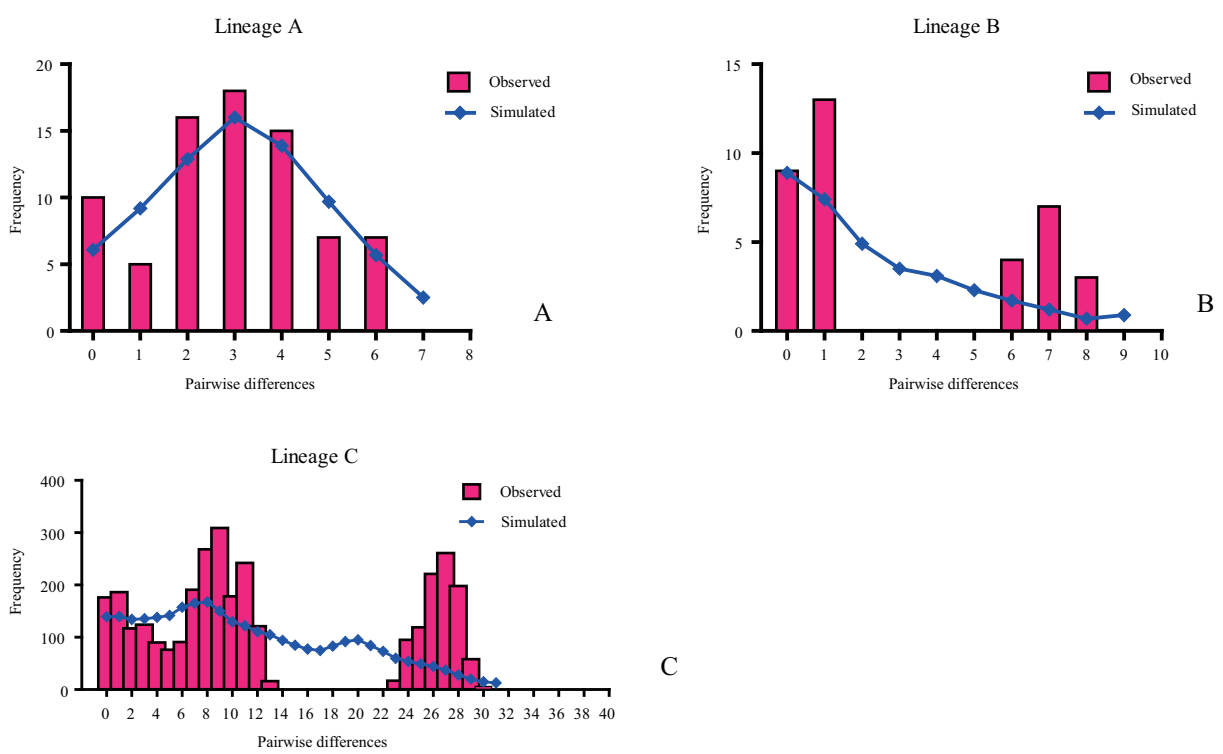 Lineage A
20
15
10
5
0
Frequency
Observed
Simulated
0 1 2 3 4 5 6 7 8
Pairwise differences
A
Lineage B
15
10
5
0
Frequency
Observed
Simulated
0 1 2 3 4 5 6 7 8 9 10
Pairwise differences
B
Lineage C
400
300
200
100
0
Frequency
Observed
Simulated
0 2 4 6 8 10 12 14 16 18 20 22 24 26 28 30 32 34 36 38 40
Pairwise differences
C